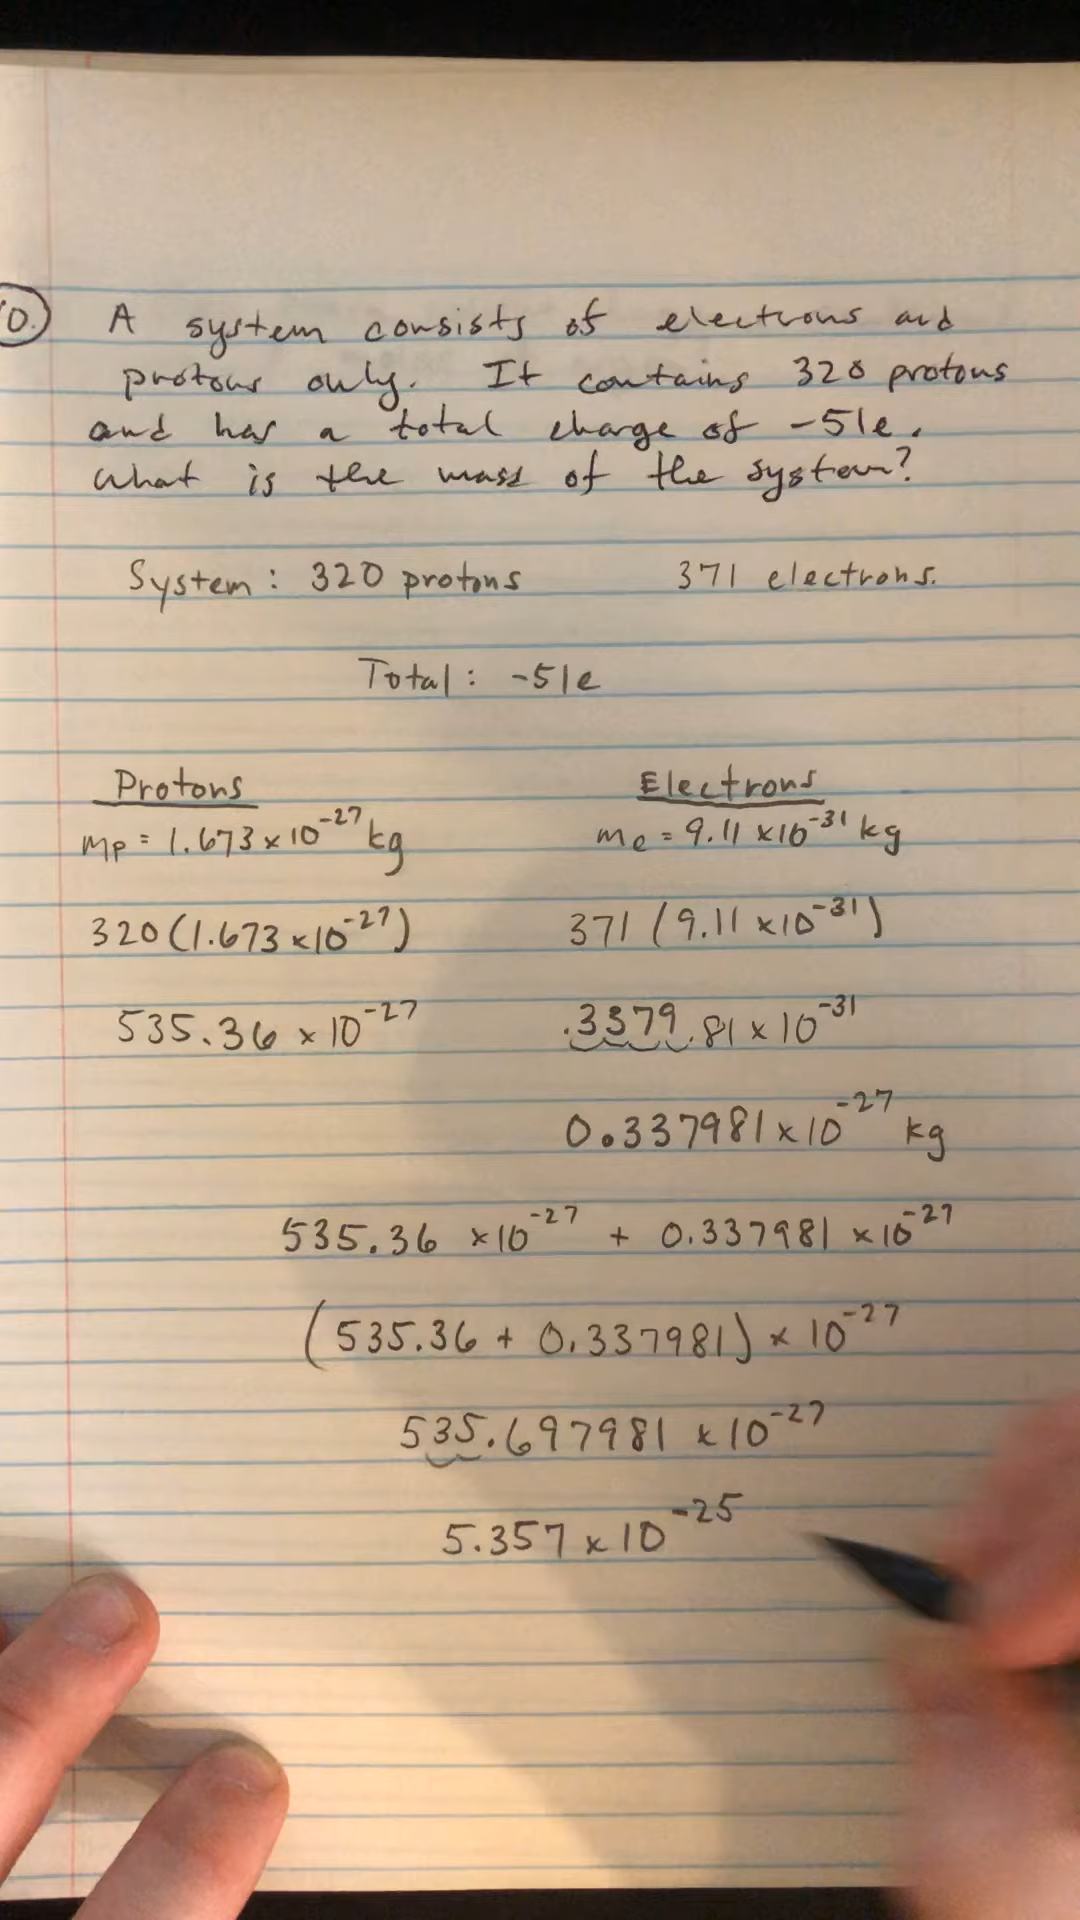 A system consists of electrons and
protons only. It contains 320 protons
and has a total charge of -51e.
What is the mass of the system?
System: 320 protons 371 electrons.
Total: -51e
Protons Electrons
mp = 1.673 x 10^-27 kg me = 9.11 x 10^-31 kg
320(1.673 x 10^-27) 371(9.11 x 10^-31)
535.36 x 10^-27 .3379.81 x 10^-31
0.337981 x 10^-27 kg
535.36 x 10^-27 + 0.337981 x 10^-27
(535.36 + 0.337981) x 10^-27
535.697981 x 10^-27
5.357 x 10^-25